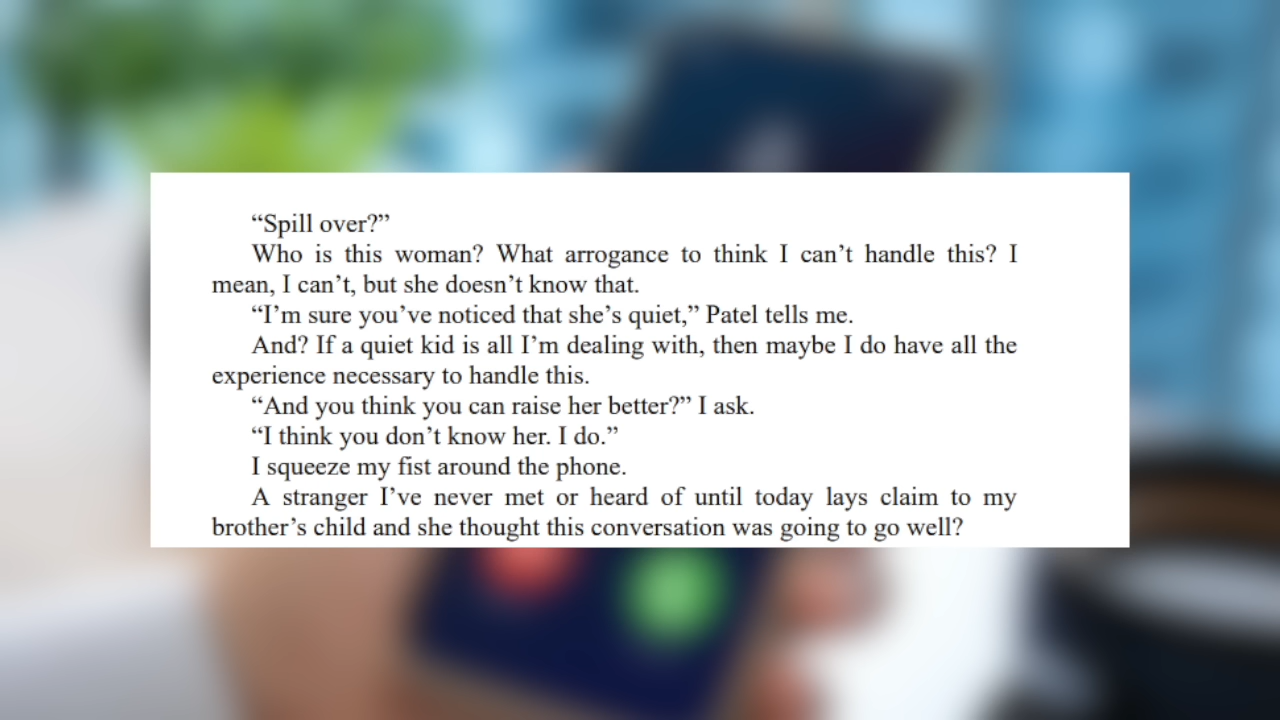 “Spill over?”
Who is this woman? What arrogance to think I can’t handle this? I
mean, I can’t, but she doesn’t know that.
“I’m sure you’ve noticed that she’s quiet,” Patel tells me.
And? If a quiet kid is all I’m dealing with, then maybe I do have all the
experience necessary to handle this.
“And you think you can raise her better?” I ask.
“I think you don’t know her. I do.”
I squeeze my fist around the phone.
A stranger I’ve never met or heard of until today lays claim to my
brother’s child and she thought this conversation was going to go well?